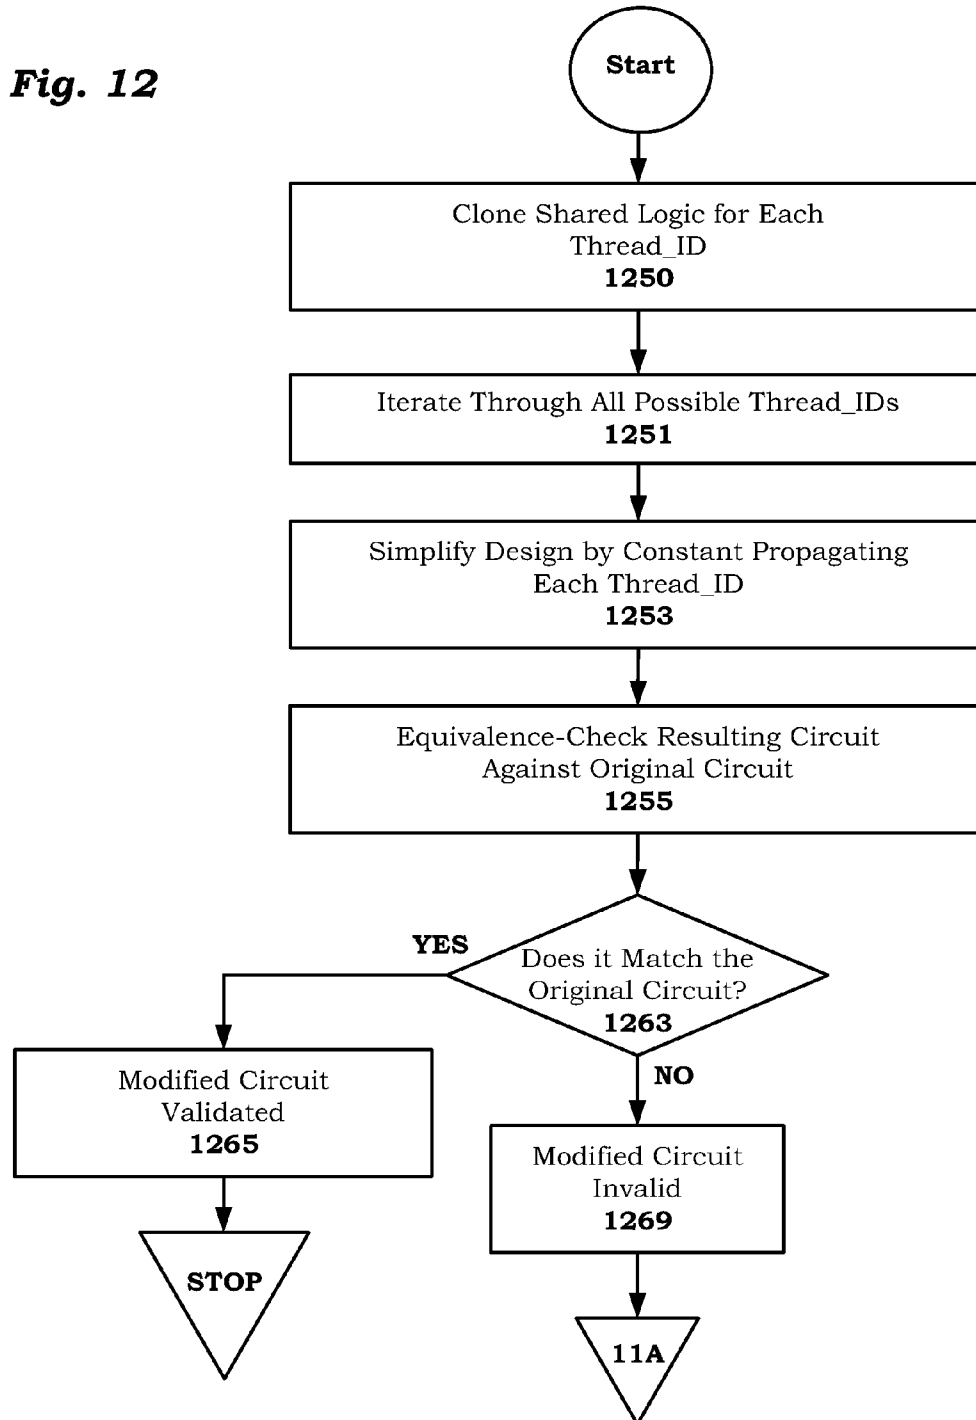 Fig. 12
Start
Clone Shared Logic for Each
Thread_ID
1250
Iterate Through All Possible Thread_IDs
1251
Simplify Design by Constant Propagating
Each Thread_ID
1253
Equivalence-Check Resulting Circuit
Against Original Circuit
1255
YES
Does it Match the
Original Circuit?
1263
NO
Modified Circuit
Validated
1265
Modified Circuit
Invalid
1269
STOP
11A